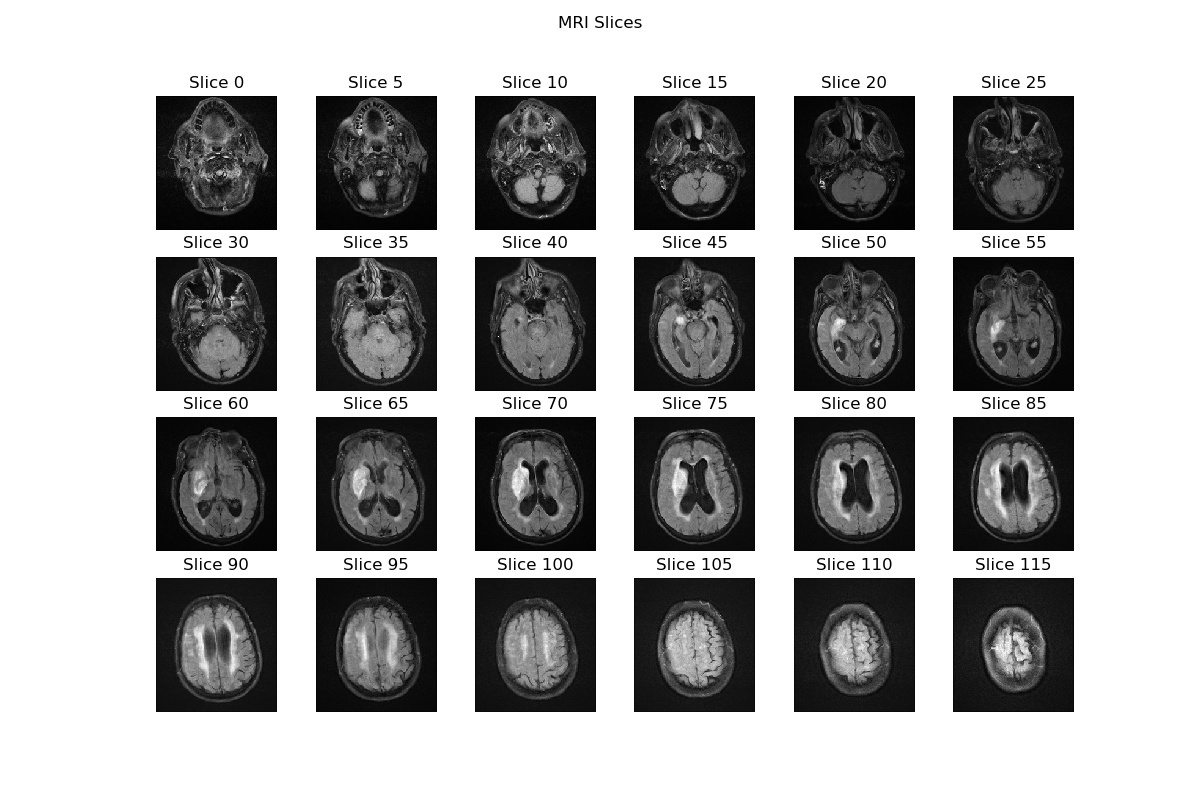 MRI Slices
Slice 0
Slice 5
Slice 10
Slice 15
Slice 20
Slice 25
Slice 30
Slice 35
Slice 40
Slice 45
Slice 50
Slice 55
Slice 60
Slice 65
Slice 70
Slice 75
Slice 80
Slice 85
Slice 90
Slice 95
Slice 100
Slice 105
Slice 110
Slice 115